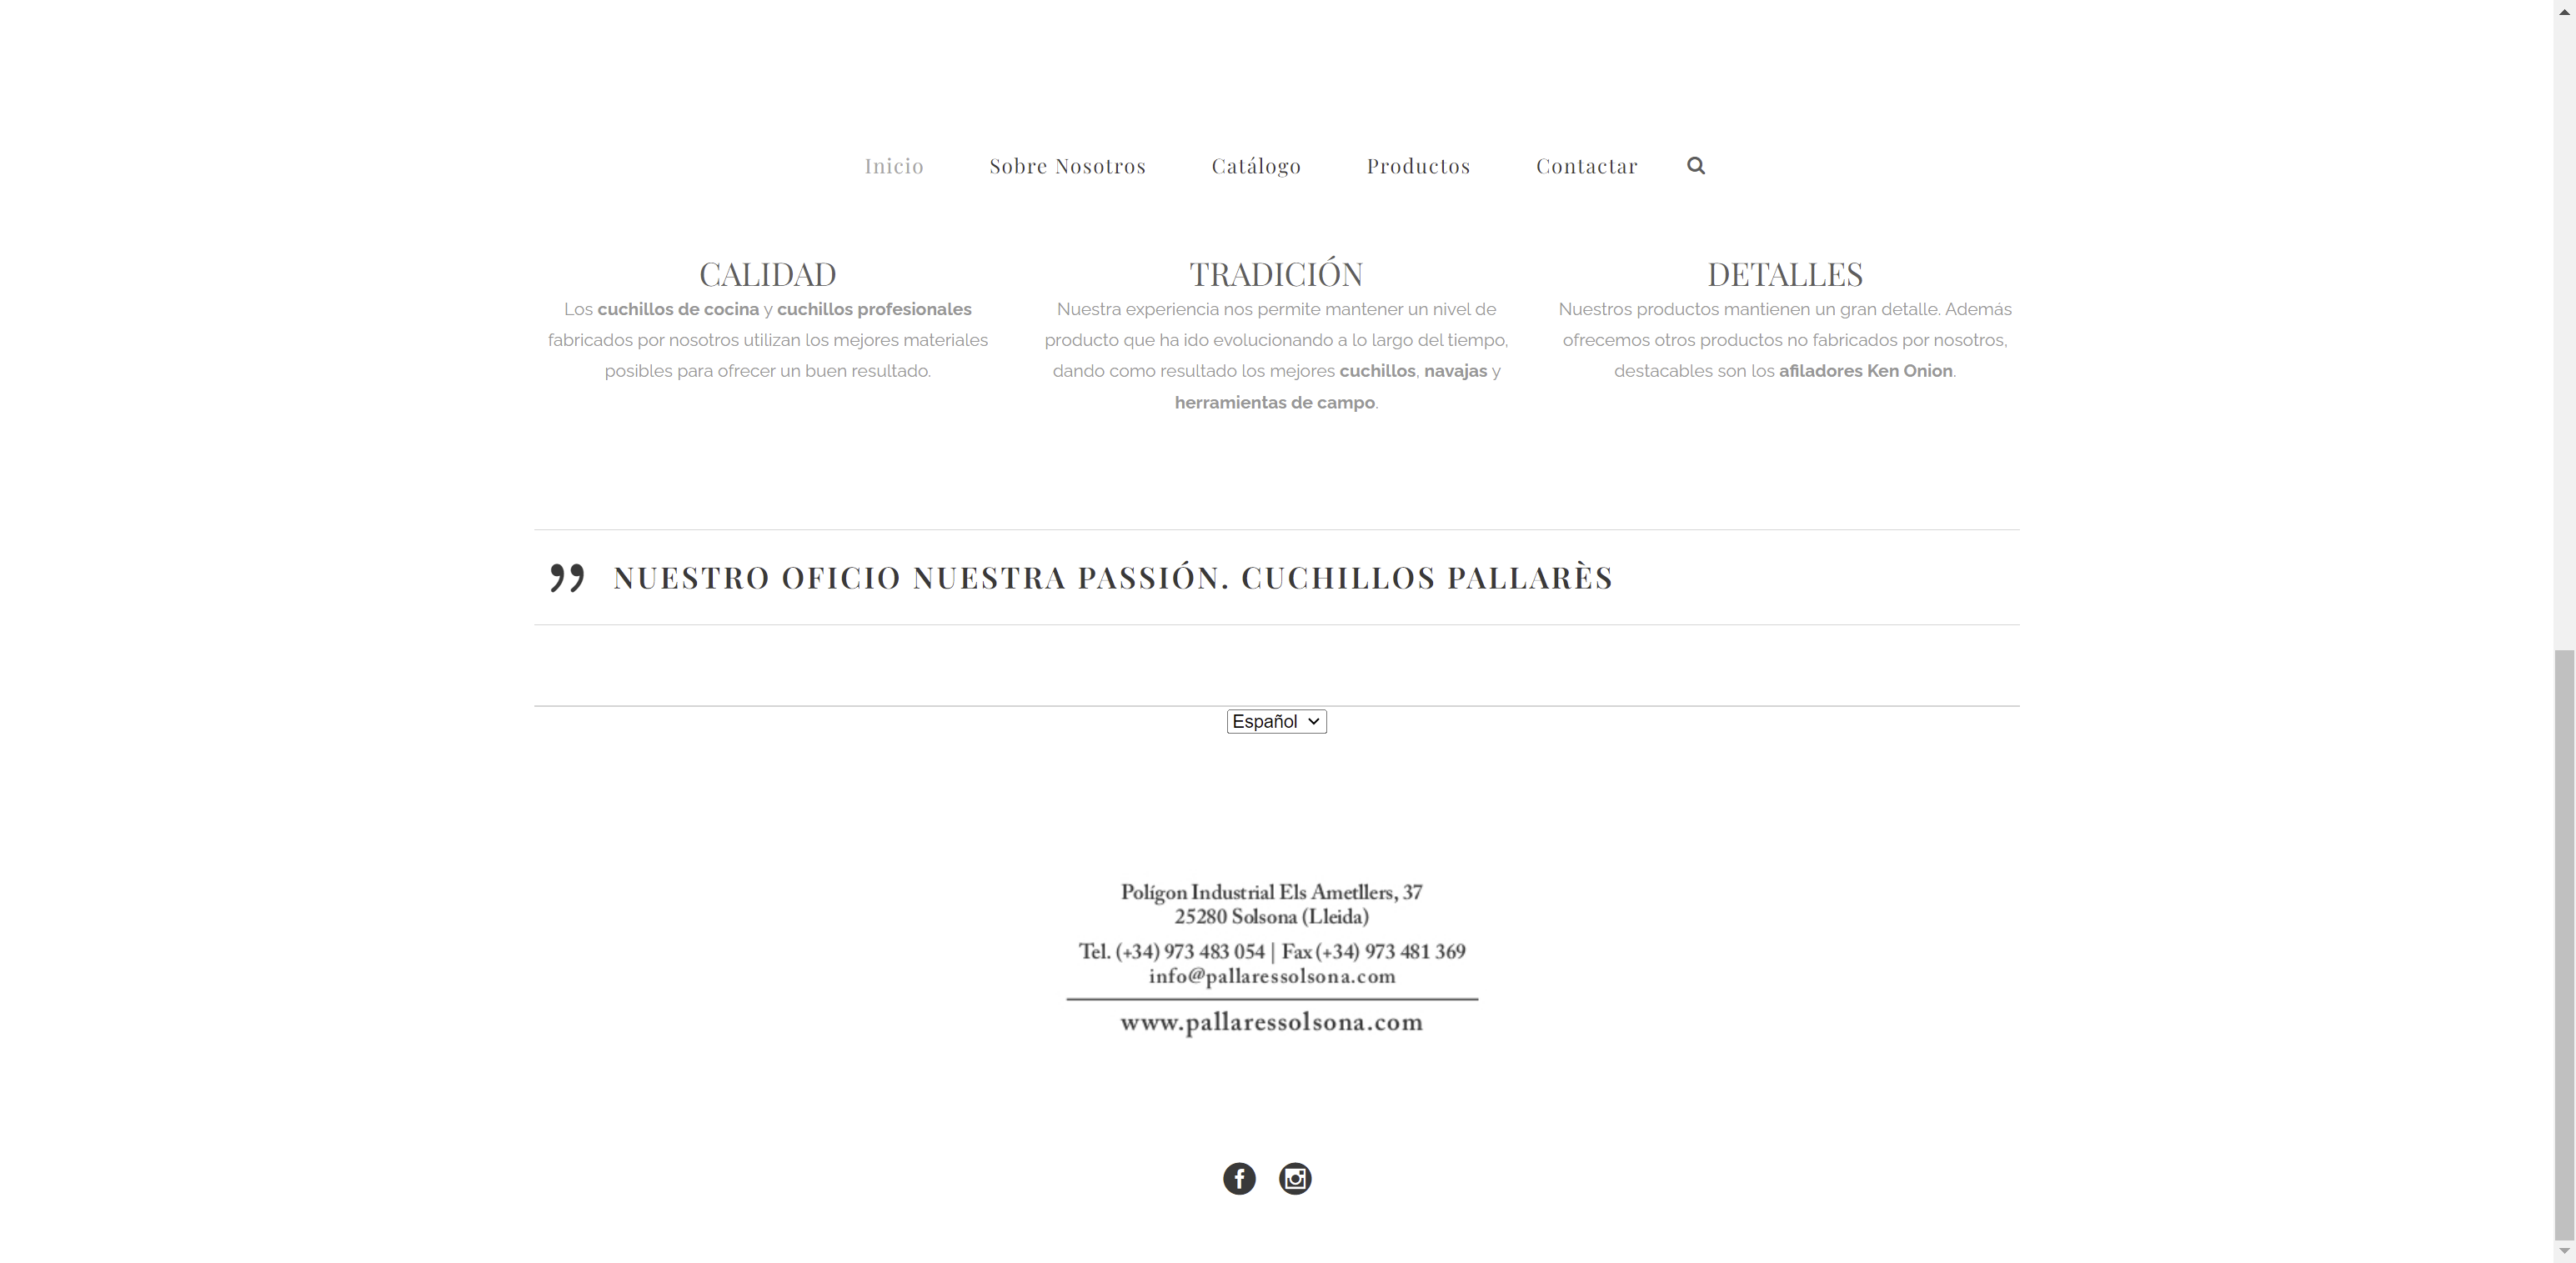 Inicio Sobre Nosotros Catálogo Productos Contactar
CALIDAD
Los cuchillos de cocina y cuchillos profesionales
fabricados por nosotros utilizan los mejores materiales
posibles para ofrecer un buen resultado.
TRADICIÓN
Nuestra experiencia nos permite mantener un nivel de
producto que ha ido evolucionando a lo largo del tiempo,
dando como resultado los mejores cuchillos, navajas y
herramientas de campo.
DETALLES
Nuestros productos mantienen un gran detalle. Además
ofrecemos otros productos no fabricados por nosotros,
destacables son los afiladores Ken Onion.
” NUESTRO OFICIO NUESTRA PASSIÓN. CUCHILLOS PALLARÈS
Español
Polígon Industrial Els Ametllers, 37
25280 Solsona (Lleida)
Tel. (+34) 973 483 054 | Fax (+34) 973 481 369
info@pallaressolsona.com
www.pallaressolsona.com